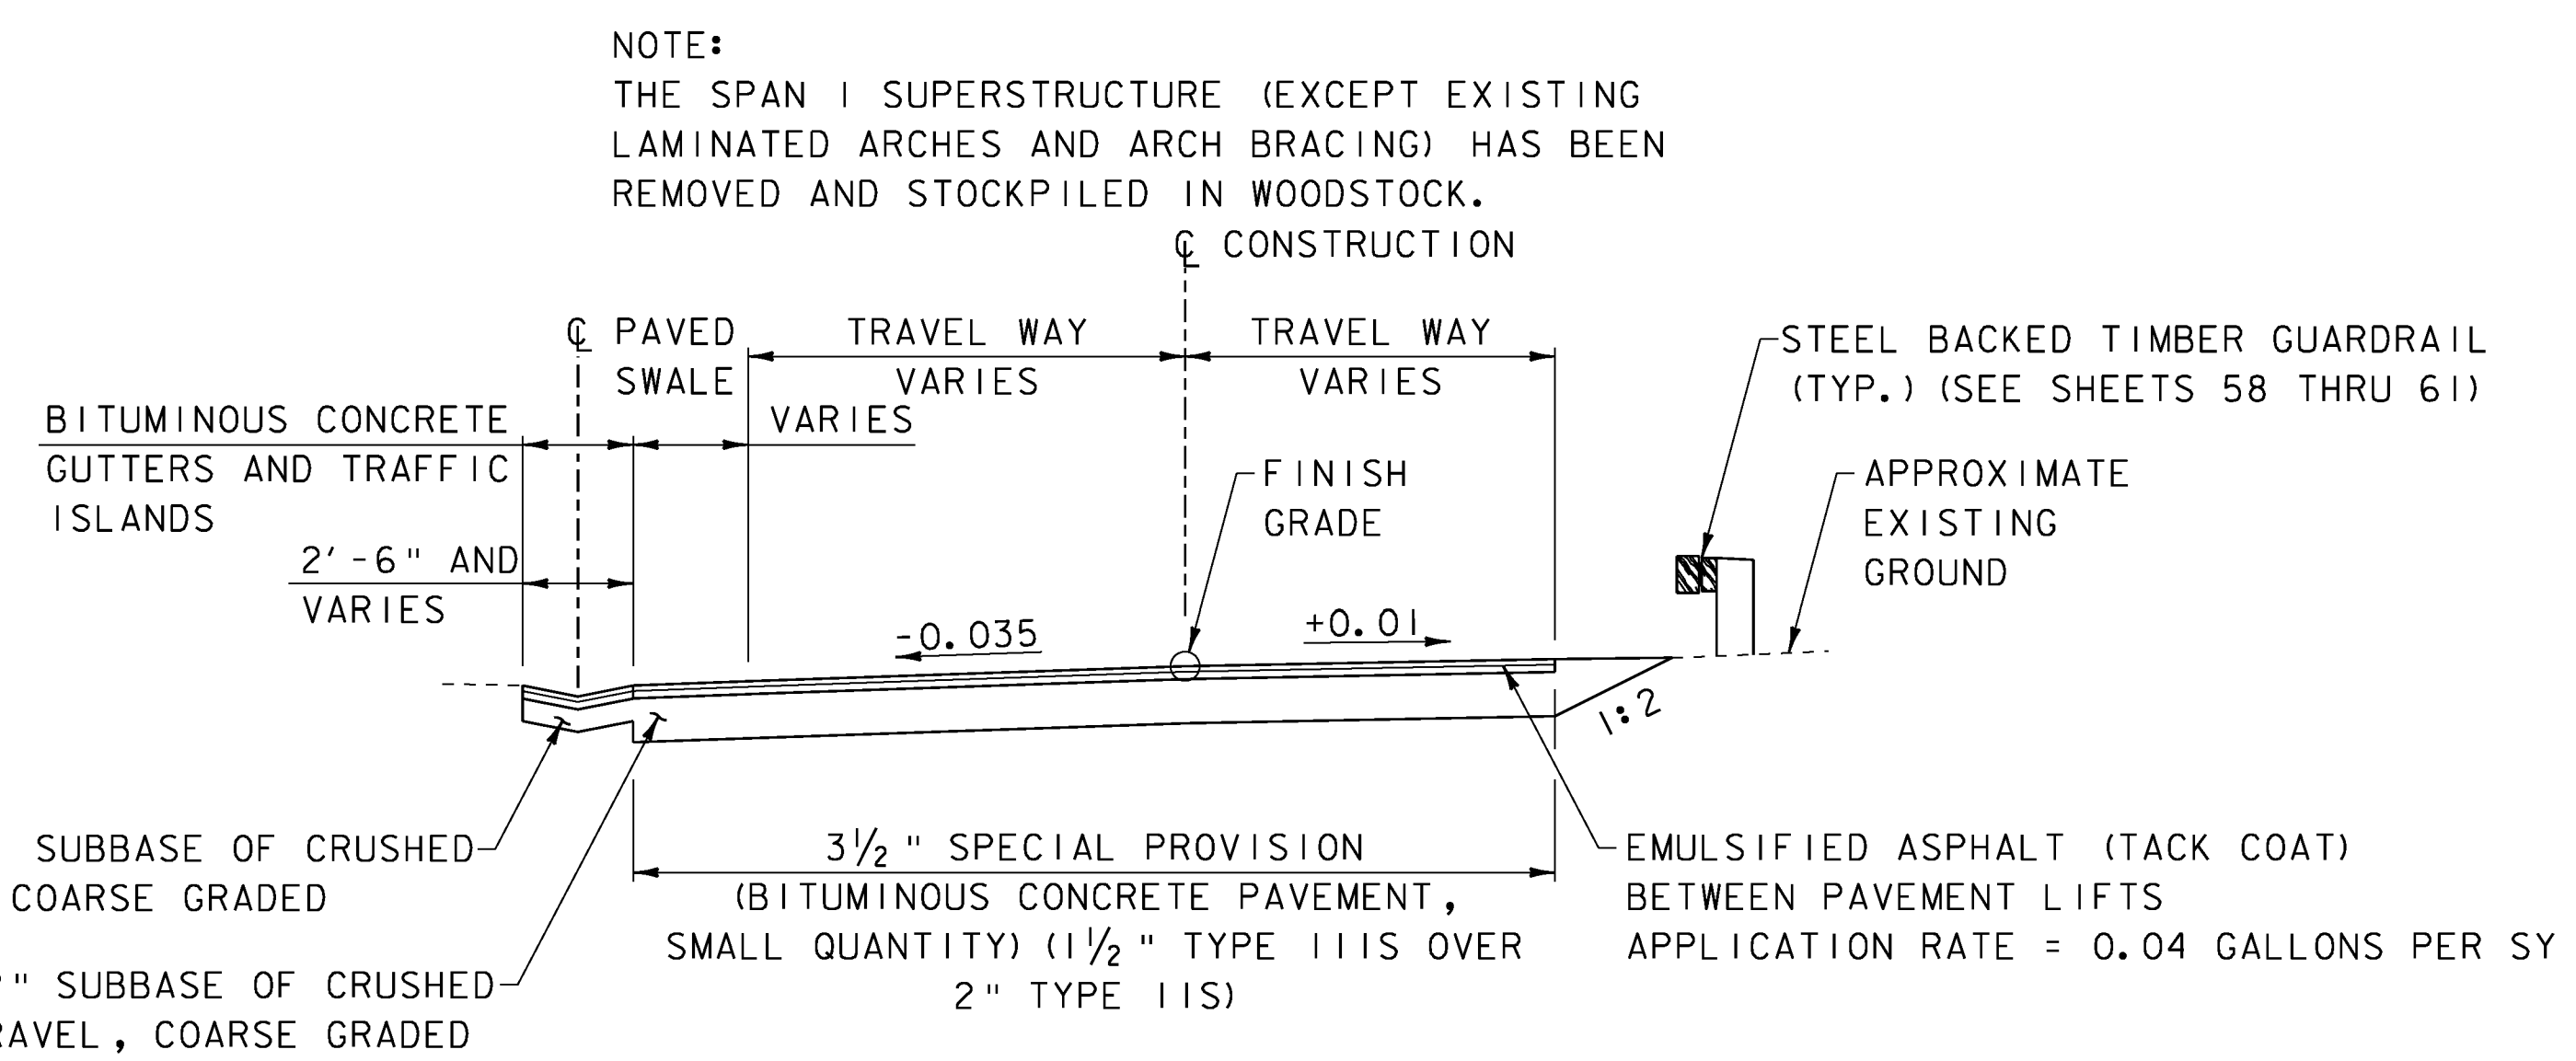 NOTE:
THE SPAN 1 SUPERSTRUCTURE (EXCEPT EXISTING
LAMINATED ARCHES AND ARCH BRACING) HAS BEEN
REMOVED AND STOCKPILED IN WOODSTOCK.
℄ CONSTRUCTION
℄ PAVED
SWALE
TRAVEL WAY
VARIES
TRAVEL WAY
VARIES
VARIES
STEEL BACKED TIMBER GUARDRAIL
(TYP.) (SEE SHEETS 58 THRU 61)
BITUMINOUS CONCRETE
GUTTERS AND TRAFFIC
ISLANDS
2'-6" AND
VARIES
FINISH
GRADE
APPROXIMATE
EXISTING
GROUND
-0.035
+0.01
1:2
SUBBASE OF CRUSHED
COARSE GRADED
" SUBBASE OF CRUSHED
RAVEL, COARSE GRADED
3½" SPECIAL PROVISION
(BITUMINOUS CONCRETE PAVEMENT,
SMALL QUANTITY) (1½" TYPE IIIS OVER
2" TYPE IIS)
EMULSIFIED ASPHALT (TACK COAT)
BETWEEN PAVEMENT LIFTS
APPLICATION RATE = 0.04 GALLONS PER SY